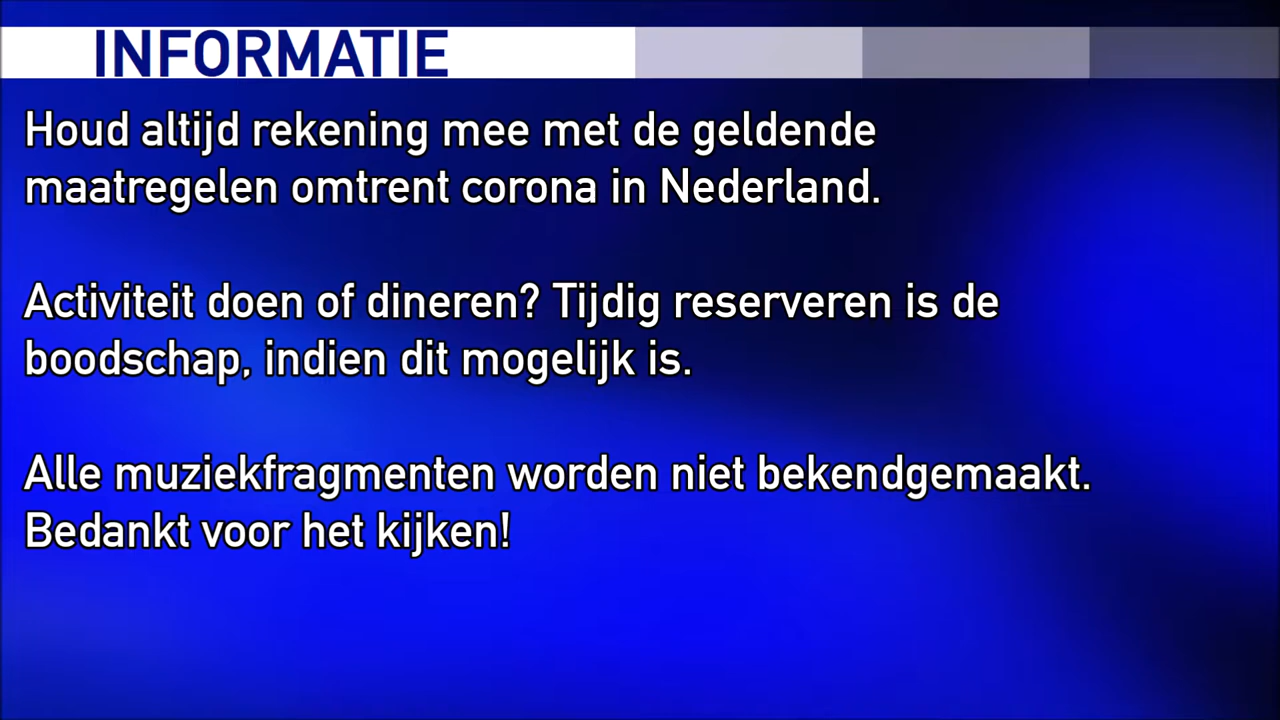 INFORMATIE
Houd altijd rekening mee met de geldende
maatregelen omtrent corona in Nederland.
Activiteit doen of dineren? Tijdig reserveren is de
boodschap, indien dit mogelijk is.
Alle muziekfragmenten worden niet bekendgemaakt.
Bedankt voor het kijken!